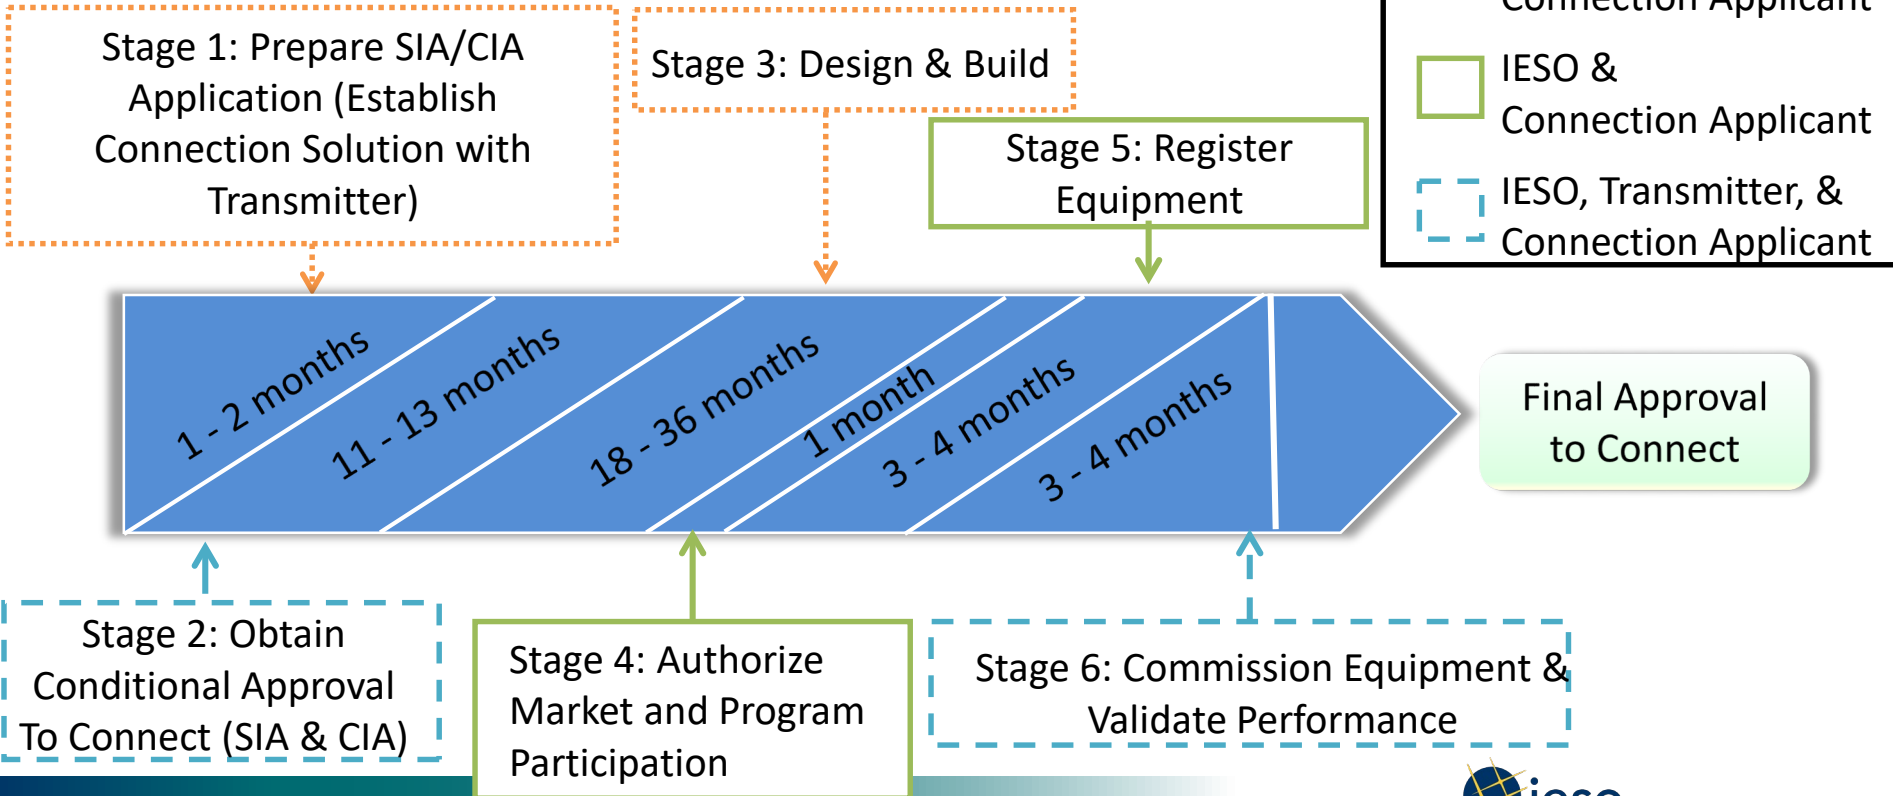 Stage 1: Prepare SIA/CIA
Application (Establish
Connection Solution with
Transmitter)
Stage 3: Design & Build
Stage 5: Register
Equipment
Connection Applicant
IESO &
Connection Applicant
IESO, Transmitter, &
Connection Applicant
1 - 2 months
11 - 13 months
18 - 36 months
1 month
3 - 4 months
3 - 4 months
Final Approval
to Connect
Stage 2: Obtain
Conditional Approval
To Connect (SIA & CIA)
Stage 4: Authorize
Market and Program
Participation
Stage 6: Commission Equipment &
Validate Performance
ieso